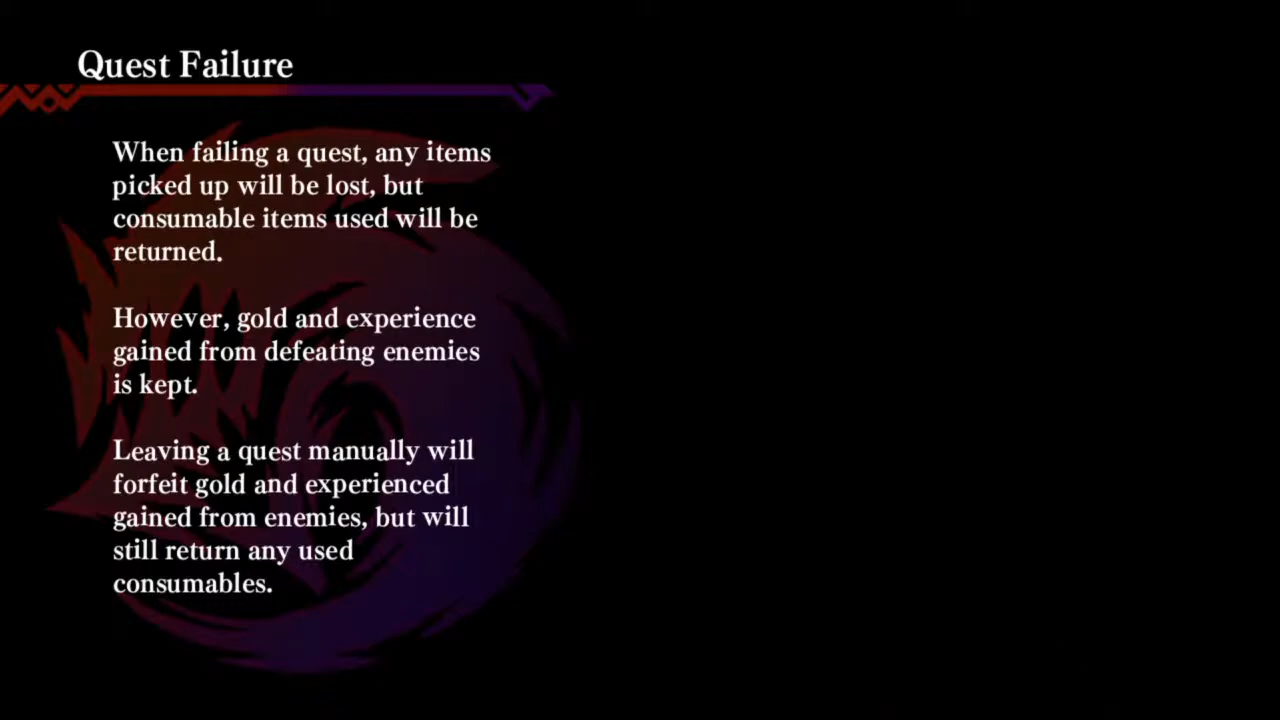 Quest Failure
When failing a quest, any items
picked up will be lost, but
consumable items used will be
returned.
However, gold and experience
gained from defeating enemies
is kept.
Leaving a quest manually will
forfeit gold and experienced
gained from enemies, but will
still return any used
consumables.